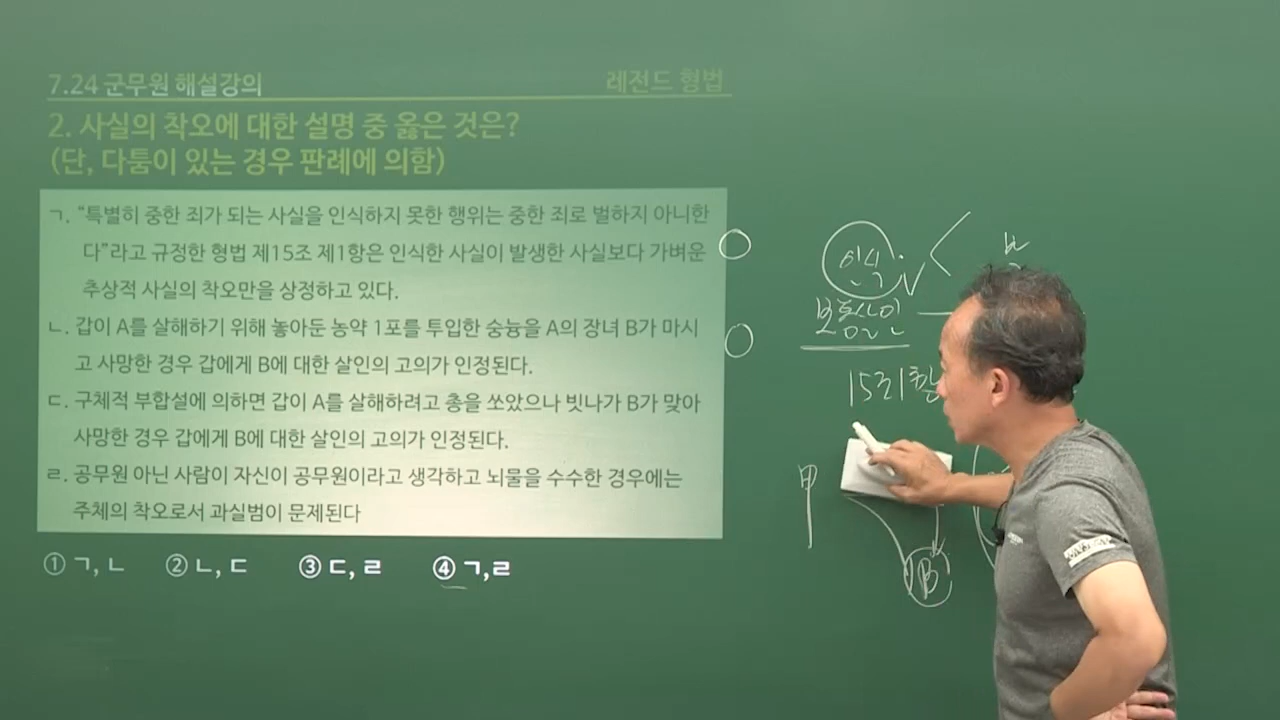 7.24 군무원 해설강의
레전드 형법
2. 사실의 착오에 대한 설명 중 옳은 것은?
(단, 다툼이 있는 경우 판례에 의함)
ㄱ. “특별히 중한 죄가 되는 사실을 인식하지 못한 행위는 중한 죄로 벌하지 아니한
다”라고 규정한 형법 제15조 제1항은 인식한 사실이 발생한 사실보다 가벼운
추상적 사실의 착오만을 상정하고 있다.
ㄴ. 갑이 A를 살해하기 위해 놓아둔 농약 1포를 투입한 숭늉을 A의 장녀 B가 마시
고 사망한 경우 갑에게 B에 대한 살인의 고의가 인정된다.
ㄷ. 구체적 부합설에 의하면 갑이 A를 살해하려고 총을 쏘았으나 빗나가 B가 맞아
사망한 경우 갑에게 B에 대한 살인의 고의가 인정된다.
ㄹ. 공무원 아닌 사람이 자신이 공무원이라고 생각하고 뇌물을 수수한 경우에는
주체의 착오로서 과실범이 문제된다
① ㄱ, ㄴ ② ㄴ, ㄷ ③ ㄷ, ㄹ ④ ㄱ,ㄹ
인식
보통살인
15조1항
甲
B